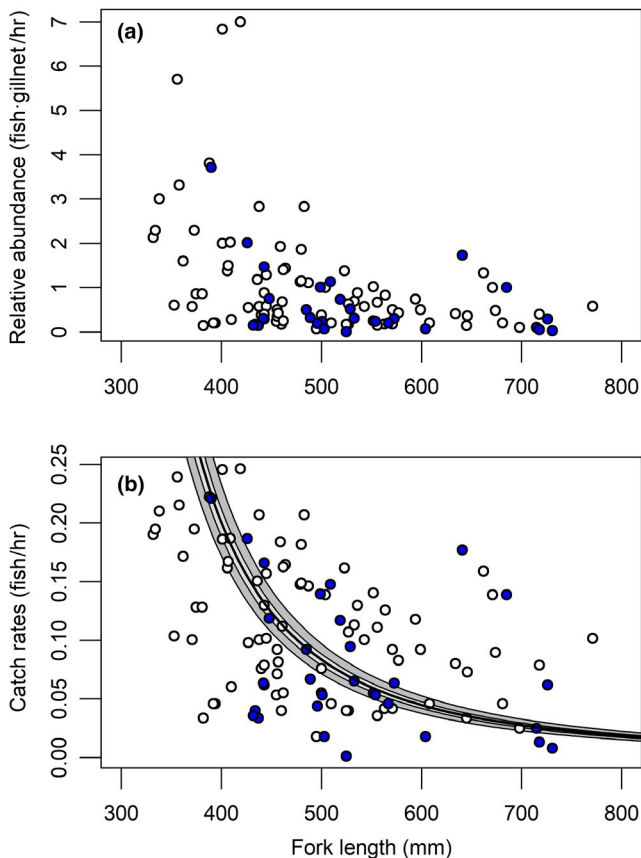 (a)
Relative abundance (fish·gillnet/hr)
7
6
5
4
3
2
1
0
300 400 500 600 700 800
(b)
Catch rates (fish/hr)
0.25
0.20
0.15
0.10
0.05
0.00
300 400 500 600 700 800
Fork length (mm)